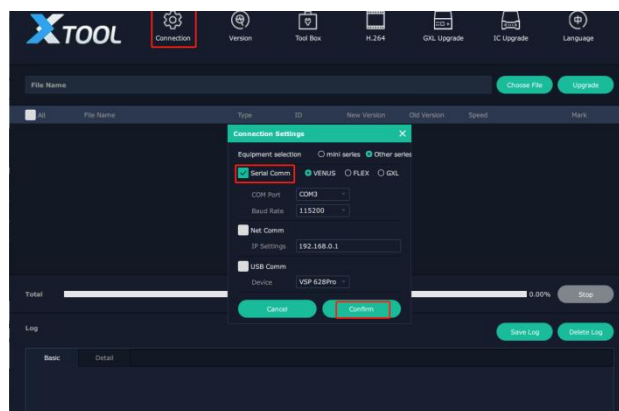 XTOOL
Connection
Version
Tool Box
H.264
GXL Upgrade
IC Upgrade
Language
File Name
Choose File
Upgrade
All
File Name
Type
ID
New Version
Old Version
Speed
Mark
Connection Settings
X
Equipment selection
mini series
Other series
Serial Comm
VENUS
FLEX
GXL
COM Port
COM3
Baud Rate
115200
Net Comm
IP Settings
192.168.0.1
USB Comm
Device
VSP 628Pro
Cancel
Confirm
Total
0.00%
Stop
Log
Save Log
Delete Log
Basic
Detail